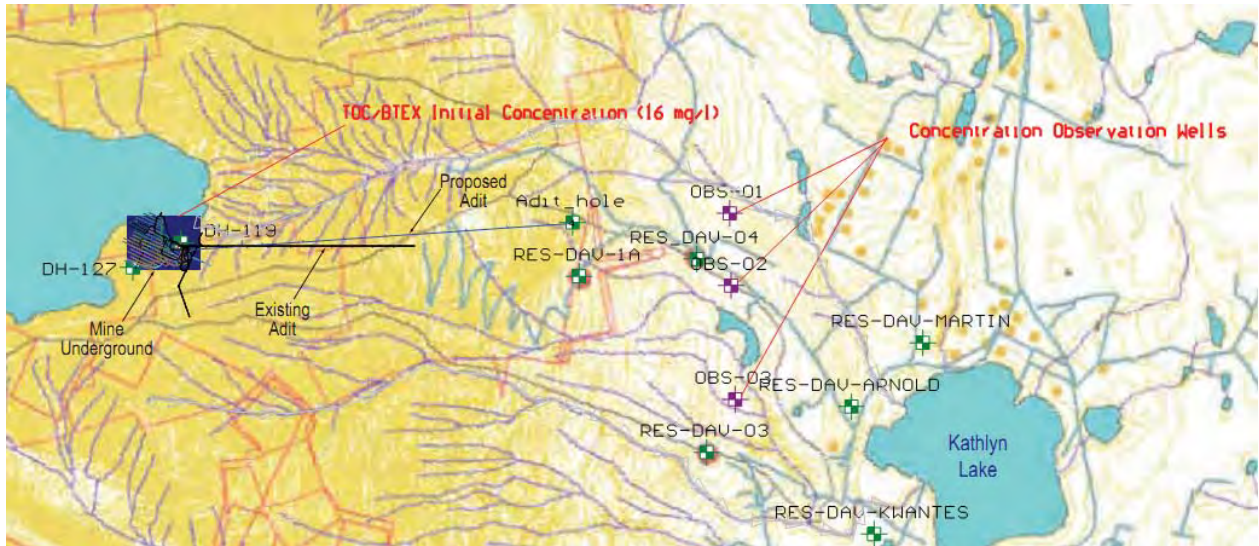 TOC/BTEX Initial Concentration (16 mg/l)
Concentration Observation Wells
Proposed
Adit
Adit_hole
OBS-01
DH-119
RES_DAV-04
DH-127
RES-DAV-1A
OBS-02
Existing
Adit
Mine
Underground
RES-DAV-MARTIN
OBS-03
RES-DAV-ARNOLD
RES-DAV-03
Kathlyn
Lake
RES-DAV-KWANTES